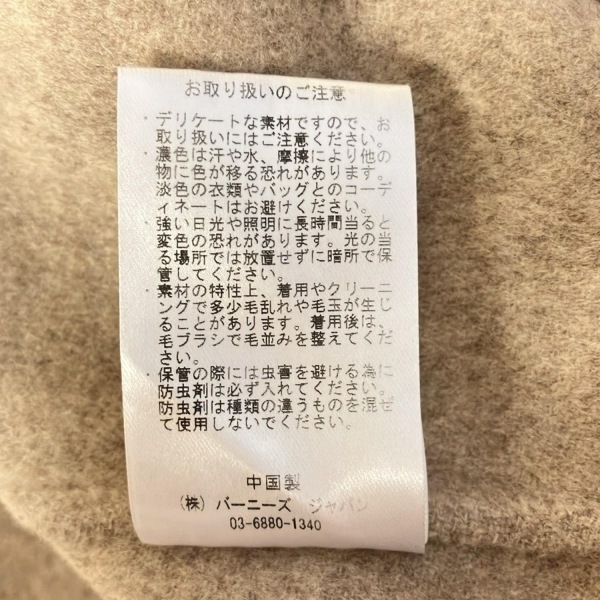 お取り扱いのご注意
・デリケートな素材ですので、お
取り扱いにはご注意ください。
・濃色は汗や水、摩擦により他の
物に色が移る恐れがあります。
淡色の衣類やバッグとのコーデ
ィネートはお避けください。
・強い日光や照明に長時間当ると
変色の恐れがあります。光の当
る場所では放置せずに暗所で保
管してください。
・素材の特性上、着用やクリーニ
ングで多少毛乱れや毛玉が生じ
ることがあります。着用後は、
毛ブラシで毛並みを整えてくだ
さい。
・保管の際には虫害を避ける為に
防虫剤は必ず入れてください。
防虫剤は種類の違うものを混ぜ
て使用しないでください。
中国製
(株) バーニーズ ジャパン
03-6880-1340